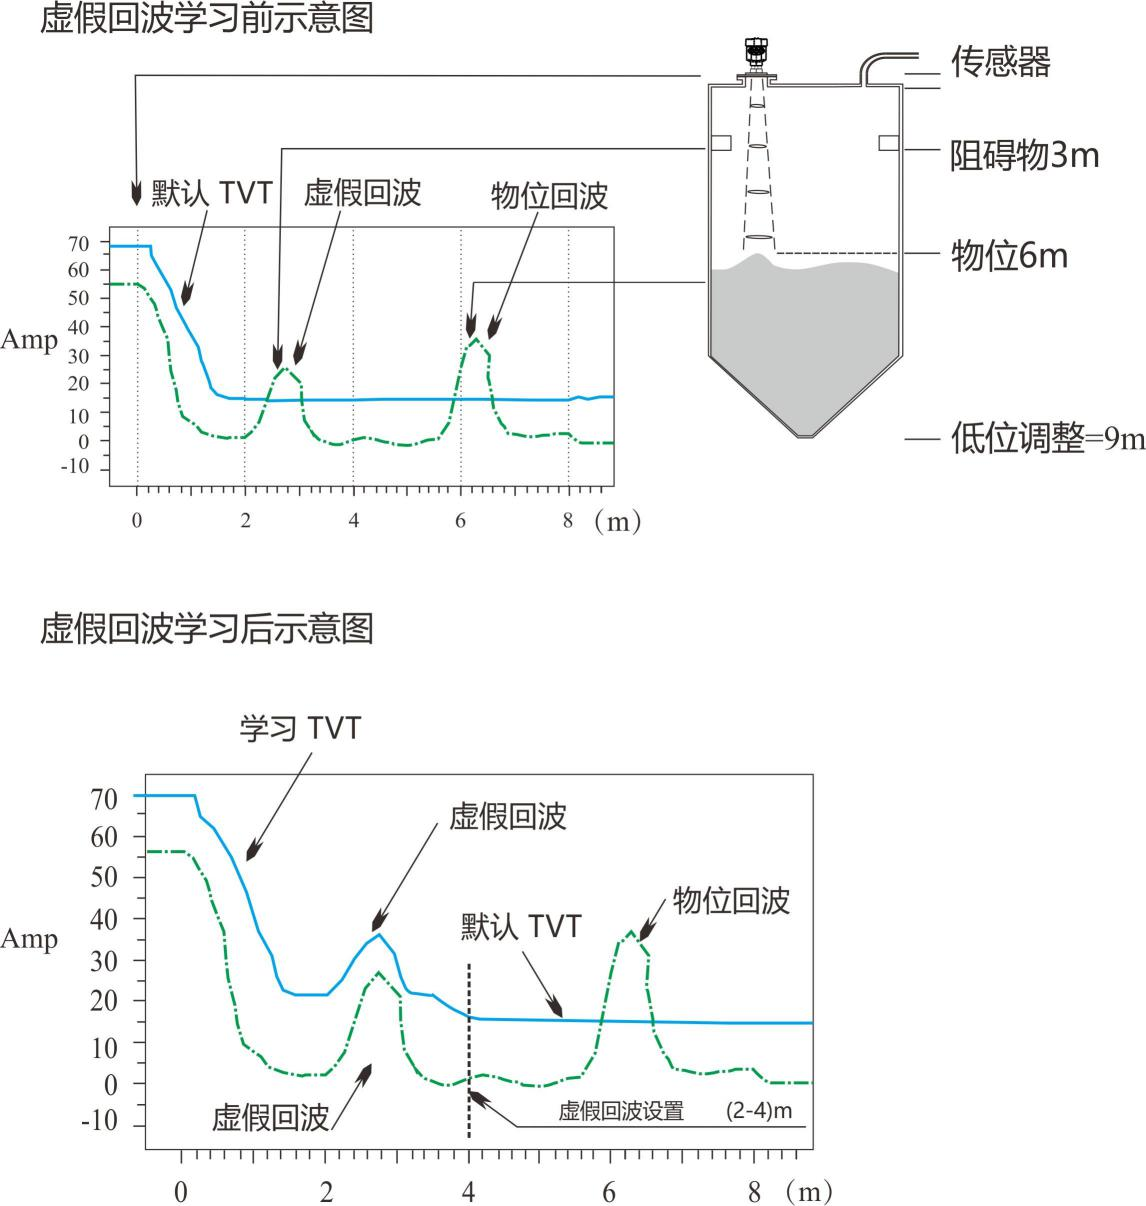 虚假回波学习前示意图
传感器
阻碍物3m
默认 TVT
虚假回波
物位回波
物位6m
Amp
70
60
50
40
30
20
10
0
-10
0
2
4
6
8
(m)
低位调整=9m
虚假回波学习后示意图
学习 TVT
虚假回波
物位回波
默认 TVT
Amp
70
60
50
40
30
20
10
0
-10
虚假回波
虚假回波设置 (2-4)m
0
2
4
6
8
(m)